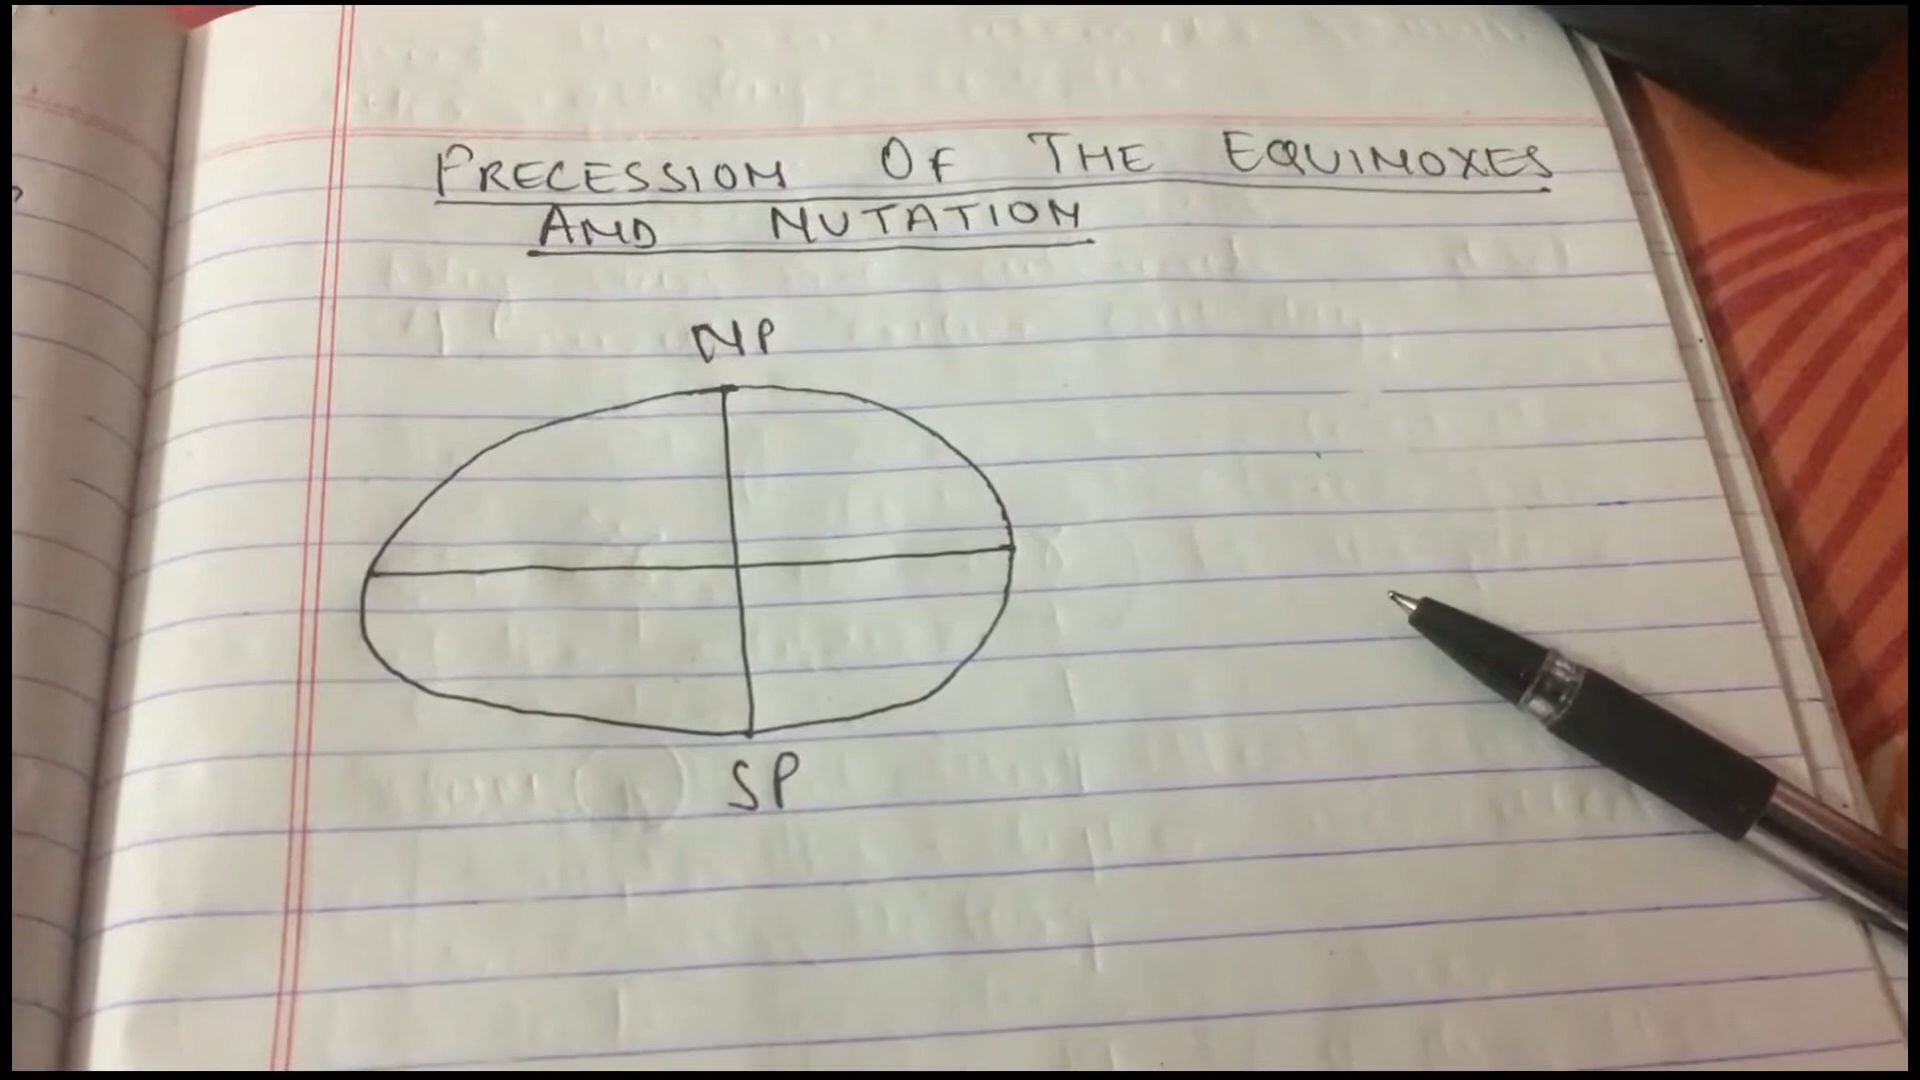 PRECESSION OF THE EQUINOXES
AND NUTATION
NP
SP